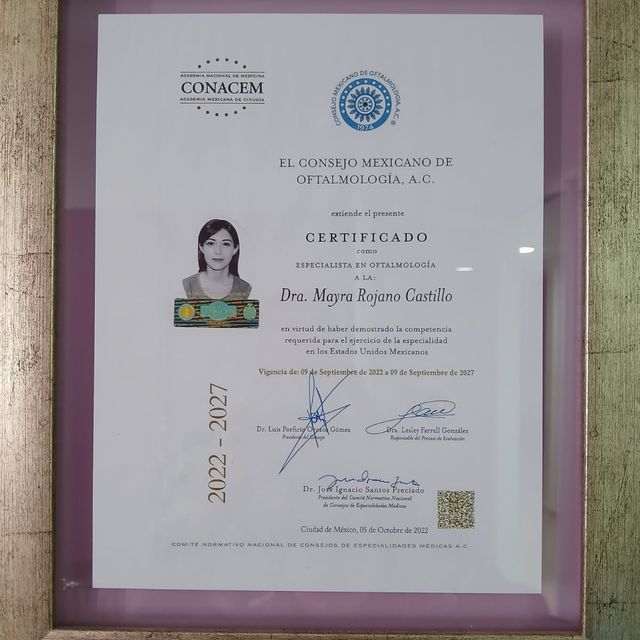 ACADEMIA NACIONAL DE MEDICINA
CONACEM
ACADEMIA MEXICANA DE CIRUGÍA
CONSEJO MEXICANO DE OFTALMOLOGÍA, A.C.
1974
EL CONSEJO MEXICANO DE
OFTALMOLOGÍA, A.C.
extiende el presente
CERTIFICADO
como
ESPECIALISTA EN OFTALMOLOGÍA
A LA:
Dra. Mayra Rojano Castillo
en virtud de haber demostrado la competencia
requerida para el ejercicio de la especialidad
en los Estados Unidos Mexicanos
Vigencia de: 09 de Septiembre de 2022 a 09 de Septiembre de 2027
2022 - 2027
Dr. Luis Porfirio Orozco Gómez
Presidente del Consejo
Dra. Lesley Farrell González
Responsable del Proceso de Evaluación
Dr. José Ignacio Santos Preciado
Presidente del Comité Normativo Nacional
de Consejos de Especialidades Médicas
Ciudad de México, 05 de Octubre de 2022
COMITÉ NORMATIVO NACIONAL DE CONSEJOS DE ESPECIALIDADES MÉDICAS A.C.